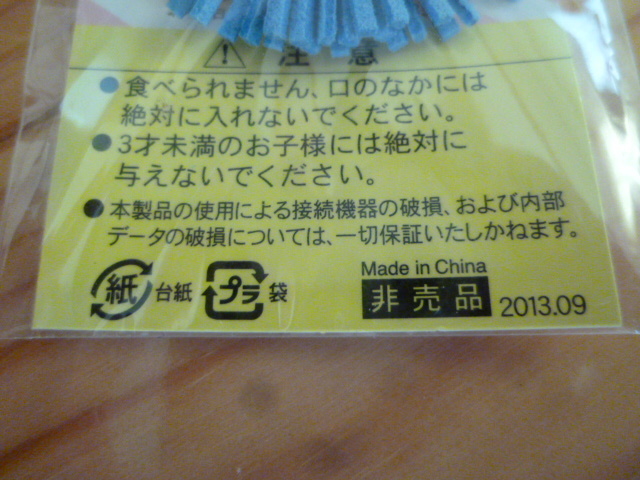 注意
●食べられません、口のなかには
絶対に入れないでください。
●3才未満のお子様には絶対に
与えないでください。
●本製品の使用による接続機器の破損、および内部
データの破損については、一切保証いたしかねます。
紙 台紙 プラ 袋
Made in China
非売品 2013.09